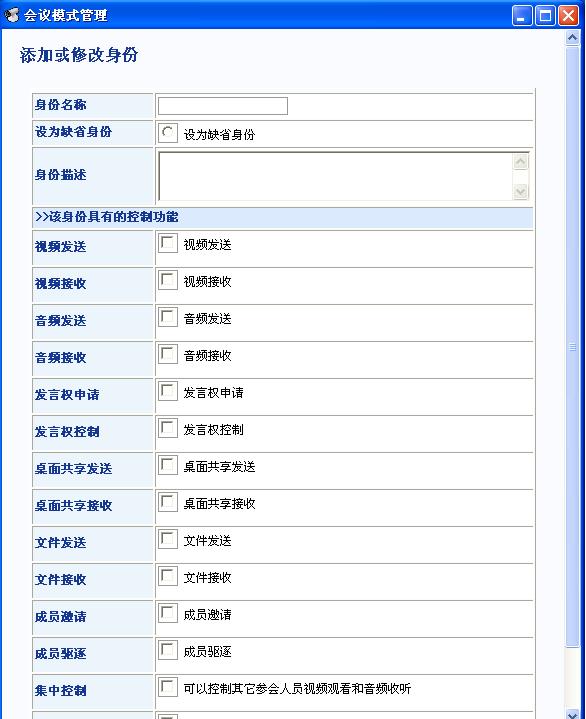 会议模式管理
添加或修改身份
身份名称
设为缺省身份 设为缺省身份
身份描述
>>该身份具有的控制功能
视频发送 视频发送
视频接收 视频接收
音频发送 音频发送
音频接收 音频接收
发言权申请 发言权申请
发言权控制 发言权控制
桌面共享发送 桌面共享发送
桌面共享接收 桌面共享接收
文件发送 文件发送
文件接收 文件接收
成员邀请 成员邀请
成员驱逐 成员驱逐
集中控制 可以控制其它参会人员视频观看和音频收听